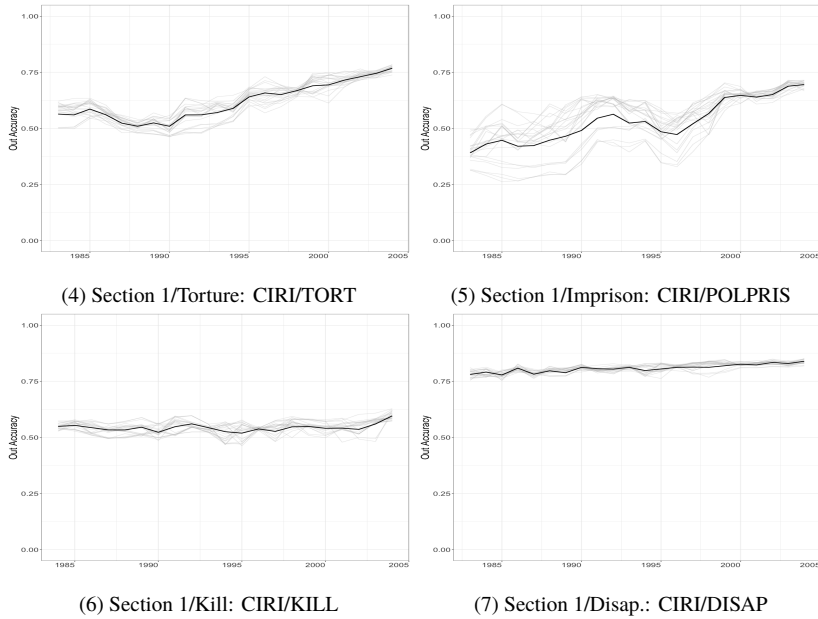 1.00
0.75
0.50
0.25
0.00
Out Accuracy
1985 1990 1995 2000 2005
1.00
0.75
0.50
0.25
0.00
Out Accuracy
1985 1990 1995 2000 2005
(4) Section 1/Torture: CIRI/TORT
(5) Section 1/Imprison: CIRI/POLPRIS
1.00
0.75
0.50
0.25
0.00
Out Accuracy
1985 1990 1995 2000 2005
1.00
0.75
0.50
0.25
0.00
Out Accuracy
1985 1990 1995 2000 2005
(6) Section 1/Kill: CIRI/KILL
(7) Section 1/Disap.: CIRI/DISAP